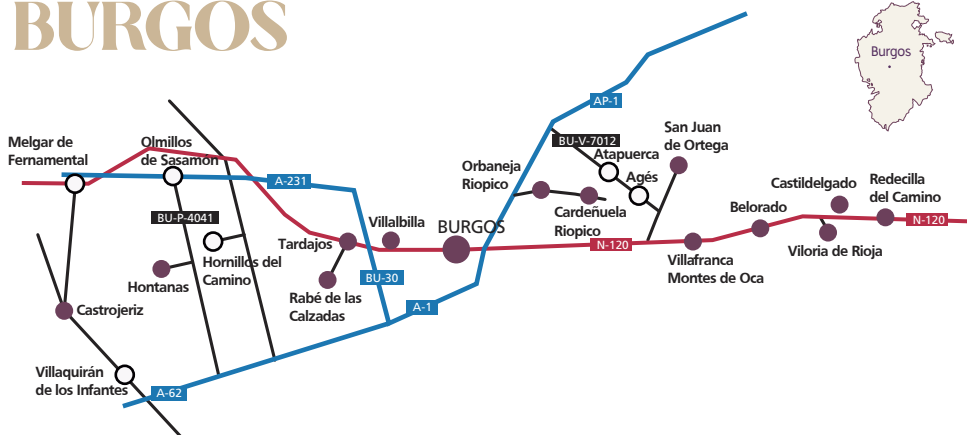 BURGOS
Burgos
AP-1
BU-V-7012
San Juan
de Ortega
Melgar de
Fernamental
Olmillos
de Sasamón
Atapuerca
Agés
Orbaneja
Riopico
A-231
Castildelgado
Redecilla
del Camino
BU-P-4041
Cardeñuela
Riopico
Belorado
N-120
Villalbilla
BURGOS
Tardajos
N-120
Viloria de Rioja
Hornillos del
Camino
Villafranca
Montes de Oca
Hontanas
BU-30
Rabé de las
Calzadas
A-1
Castrojeriz
Villaquirán
de los Infantes
A-62